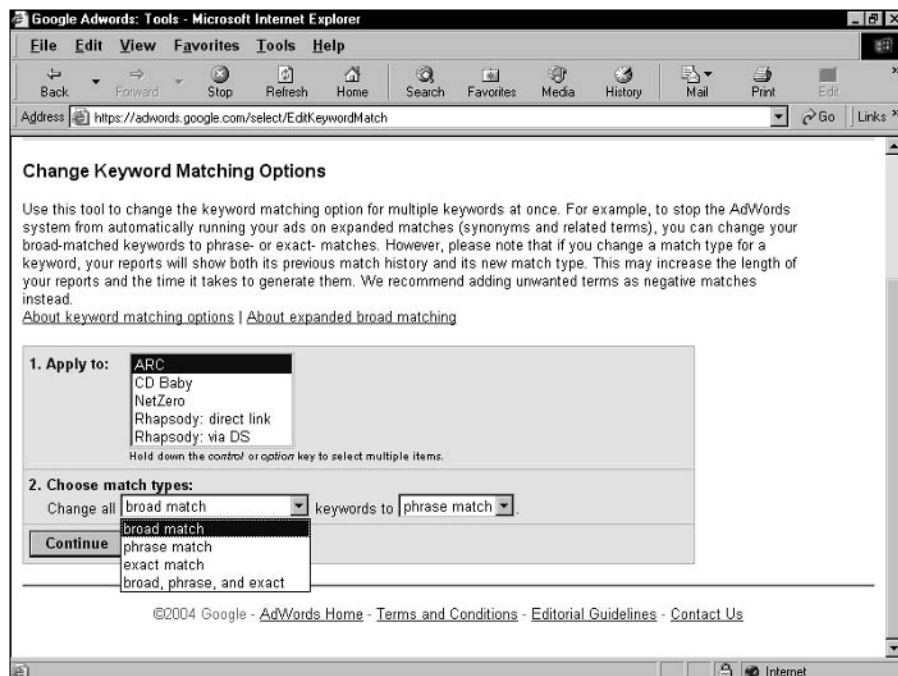 Google Adwords: Tools - Microsoft Internet Explorer
File Edit View Favorites Tools Help
Back Forward Stop Refresh Home Search Favorites Media History Mail Print Edit
Address https://adwords.google.com/select/EditKeywordMatch Go Links
Change Keyword Matching Options
Use this tool to change the keyword matching option for multiple keywords at once. For example, to stop the AdWords
system from automatically running your ads on expanded matches (synonyms and related terms), you can change your
broad-matched keywords to phrase- or exact- matches. However, please note that if you change a match type for a
keyword, your reports will show both its previous match history and its new match type. This may increase the length of
your reports and the time it takes to generate them. We recommend adding unwanted terms as negative matches
instead.
About keyword matching options | About expanded broad matching
1. Apply to: ARC
CD Baby
NetZero
Rhapsody: direct link
Rhapsody: via DS
Hold down the control or option key to select multiple items.
2. Choose match types:
Change all broad match keywords to phrase match .
broad match
Continue phrase match
exact match
broad, phrase, and exact
©2004 Google - AdWords Home - Terms and Conditions - Editorial Guidelines - Contact Us
Internet